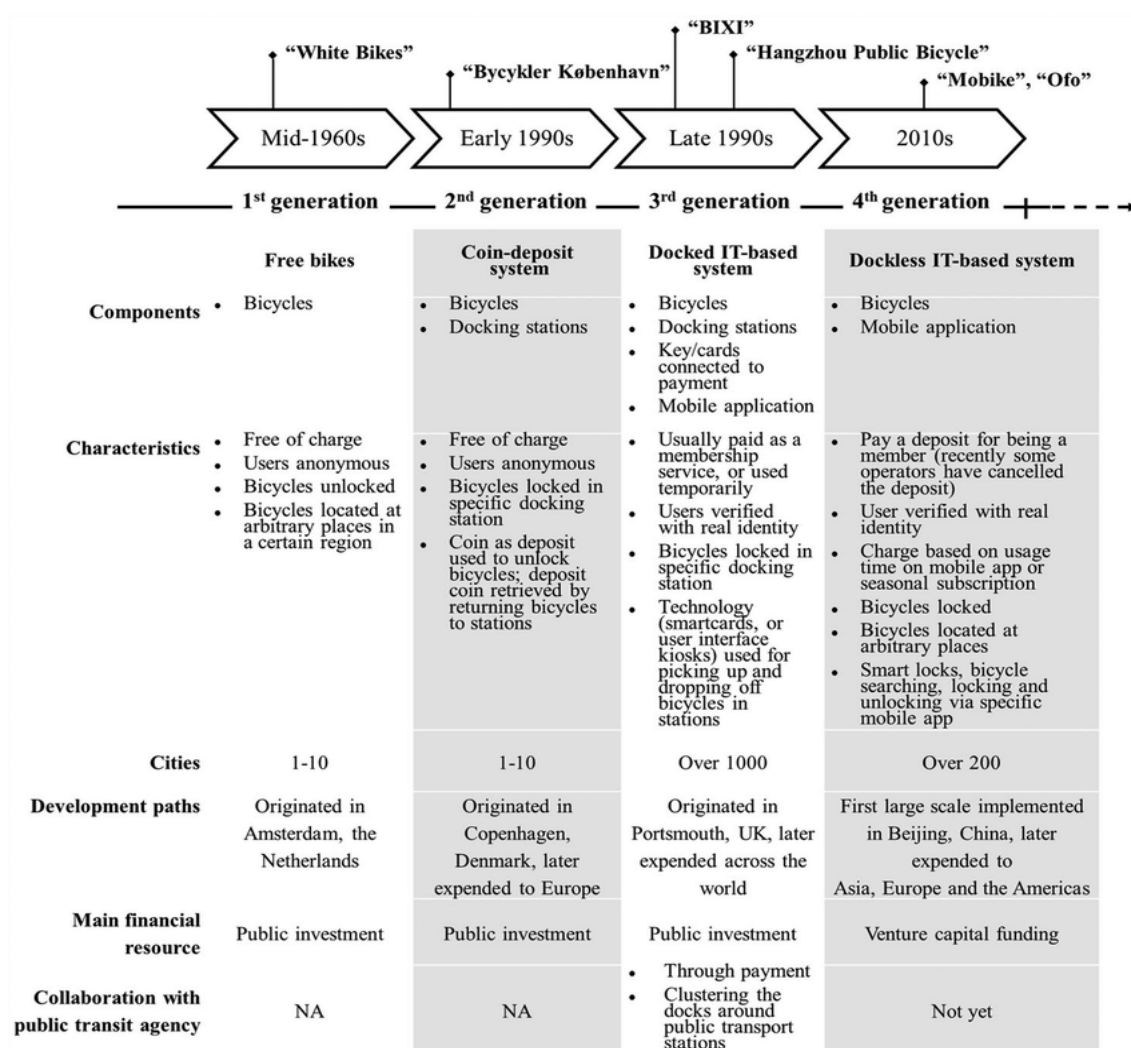 “BIXI”
“White Bikes”
“Hangzhou Public Bicycle”
“Bycykler København”
“Mobike”, “Ofo”
Mid-1960s
Early 1990s
Late 1990s
2010s
1st generation
2nd generation
3rd generation
4th generation
Free bikes
Coin-deposit
system
Docked IT-based
system
Dockless IT-based system
Components
• Bicycles
• Bicycles
• Docking stations
• Bicycles
• Docking stations
• Key/cards
connected to
payment
• Mobile application
• Bicycles
• Mobile application
Characteristics
• Free of charge
• Users anonymous
• Bicycles unlocked
• Bicycles located at
arbitrary places in
a certain region
• Free of charge
• Users anonymous
• Bicycles locked in
specific docking
station
• Coin as deposit
used to unlock
bicycles; deposit
coin retrieved by
returning bicycles
to stations
• Usually paid as a
membership
service, or used
temporarily
• Users verified
with real identity
• Bicycles locked in
specific docking
station
• Technology
(smartcards, or
user interface
kiosks) used for
picking up and
dropping off
bicycles in
stations
• Pay a deposit for being a
member (recently some
operators have cancelled
the deposit)
• User verified with real
identity
• Charge based on usage
time on mobile app or
seasonal subscription
• Bicycles locked
• Bicycles located at
arbitrary places
• Smart locks, bicycle
searching, locking and
unlocking via specific
mobile app
Cities
1-10
1-10
Over 1000
Over 200
Development paths
Originated in
Amsterdam, the
Netherlands
Originated in
Copenhagen,
Denmark, later
expended to Europe
Originated in
Portsmouth, UK, later
expended across the
world
First large scale implemented
in Beijing, China, later
expended to
Asia, Europe and the Americas
Main financial
resource
Public investment
Public investment
Public investment
Venture capital funding
Collaboration with
public transit agency
NA
NA
• Through payment
• Clustering the
docks around
public transport
stations
Not yet